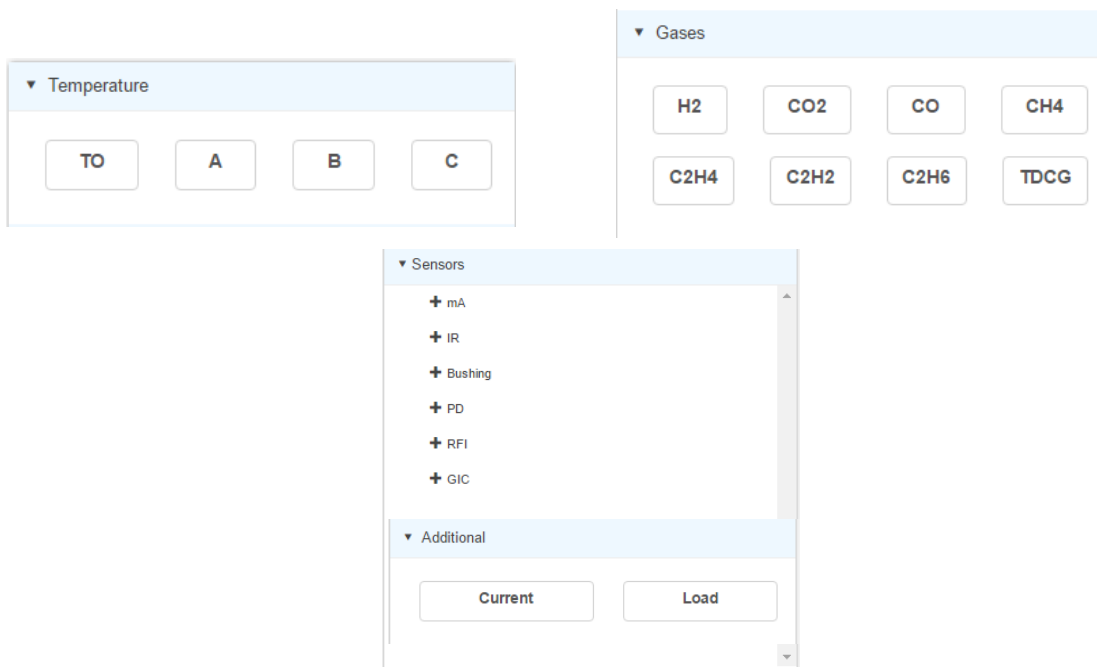 Temperature
TO A B C
Gases
H2 CO2 CO CH4
C2H4 C2H2 C2H6 TDCG
Sensors
mA
IR
Bushing
PD
RFI
GIC
Additional
Current Load